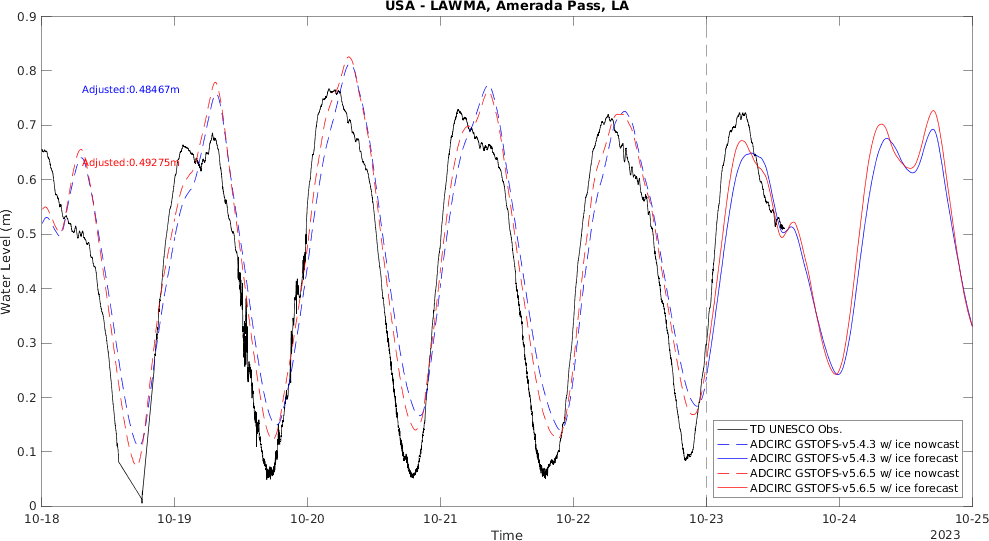 USA - LAWMA, Amerada Pass, LA
0.9
0.8
0.7
0.6
0.5
0.4
0.3
0.2
0.1
0
Water Level (m)
Adjusted:0.48467m
Adjusted:0.49275m
TD UNESCO Obs.
ADCIRC GSTOFS-v5.4.3 w/ ice nowcast
ADCIRC GSTOFS-v5.4.3 w/ ice forecast
ADCIRC GSTOFS-v5.6.5 w/ ice nowcast
ADCIRC GSTOFS-v5.6.5 w/ ice forecast
10-18 10-19 10-20 10-21 10-22 10-23 10-24 10-25
Time
2023